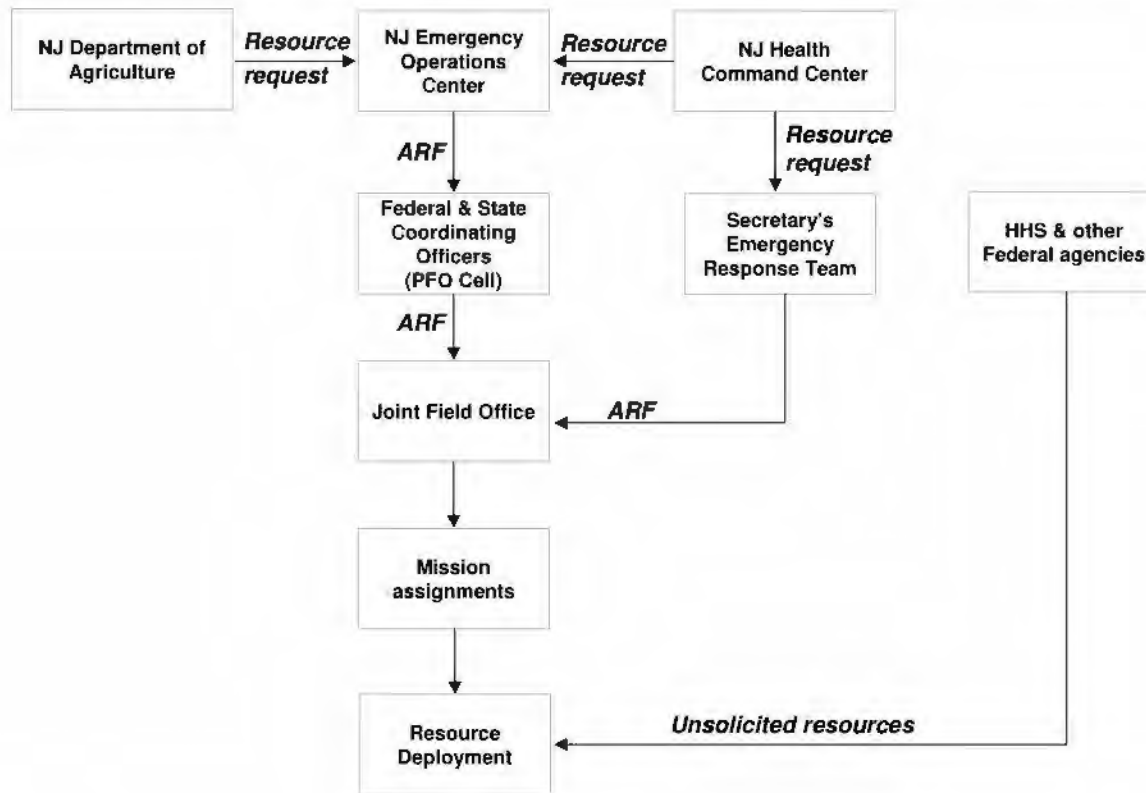 NJ Department of
Agriculture
Resource
request
NJ Emergency
Operations
Center
Resource
request
NJ Health
Command Center
ARF
Resource
request
Federal & State
Coordinating
Officers
(PFO Cell)
Secretary's
Emergency
Response Team
HHS & other
Federal agencies
ARF
Joint Field Office
ARF
Mission
assignments
Resource
Deployment
Unsolicited resources